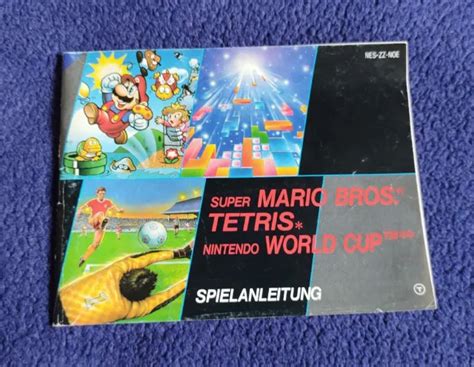 NES-ZZ-NOE
SUPER MARIO BROS.
TETRIS*
NINTENDO WORLD CUP
SPIELANLEITUNG
T